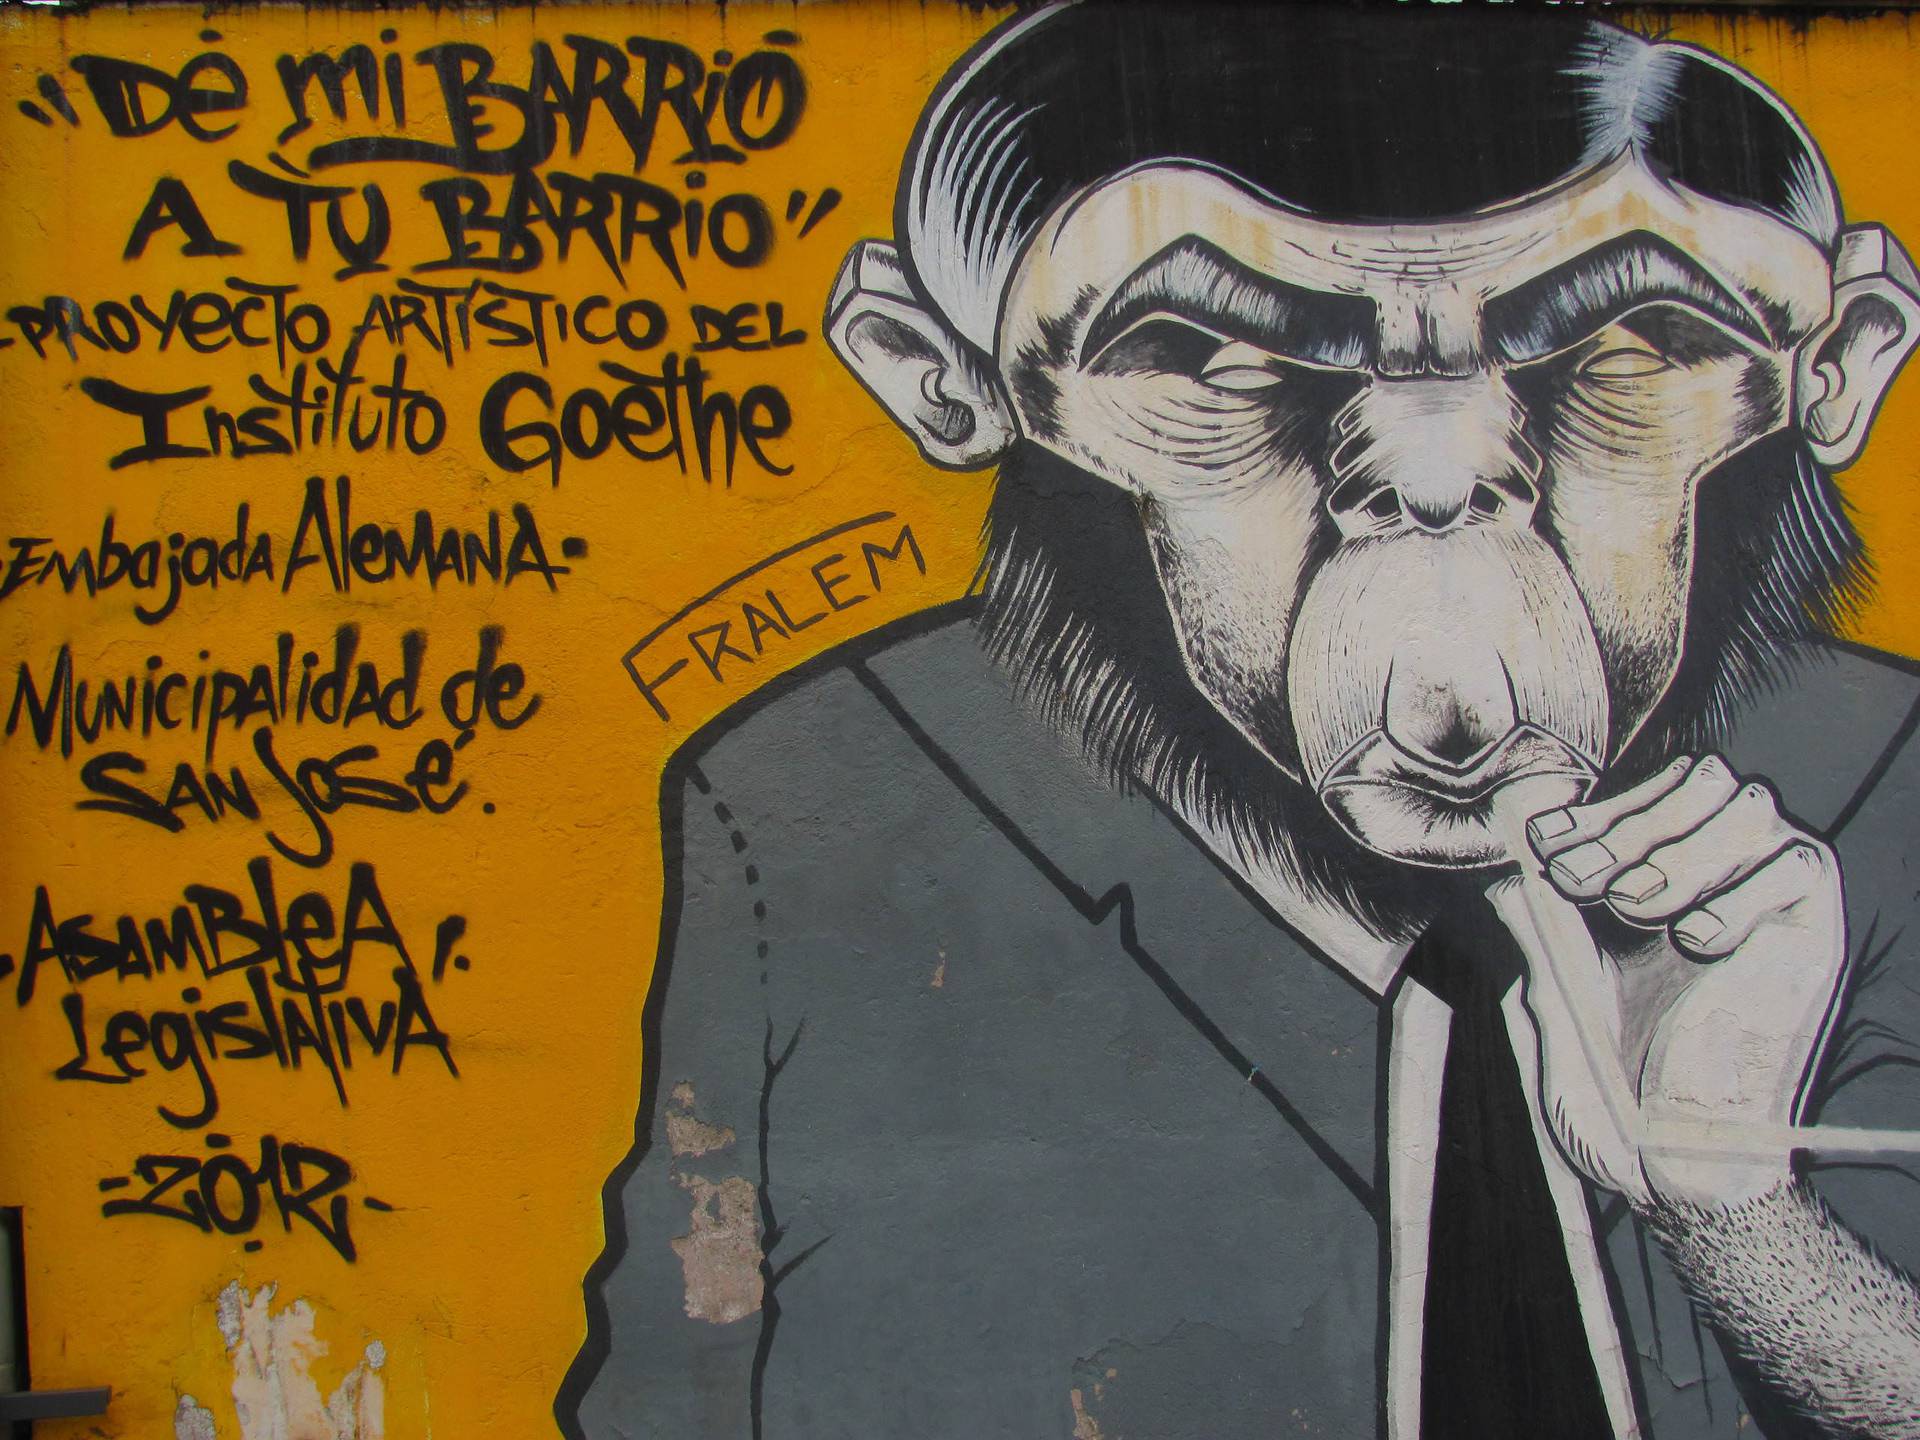 "De mi BARRiO
A TU BARRiO"
-PROYecTo ARTíSTiCO DEL
Instituto Goethe
·Embajada AleMANA·
MUNicipalidad de
SAN José.
·AsAmBleA
LegislAtivA
-2012-
FRALEM